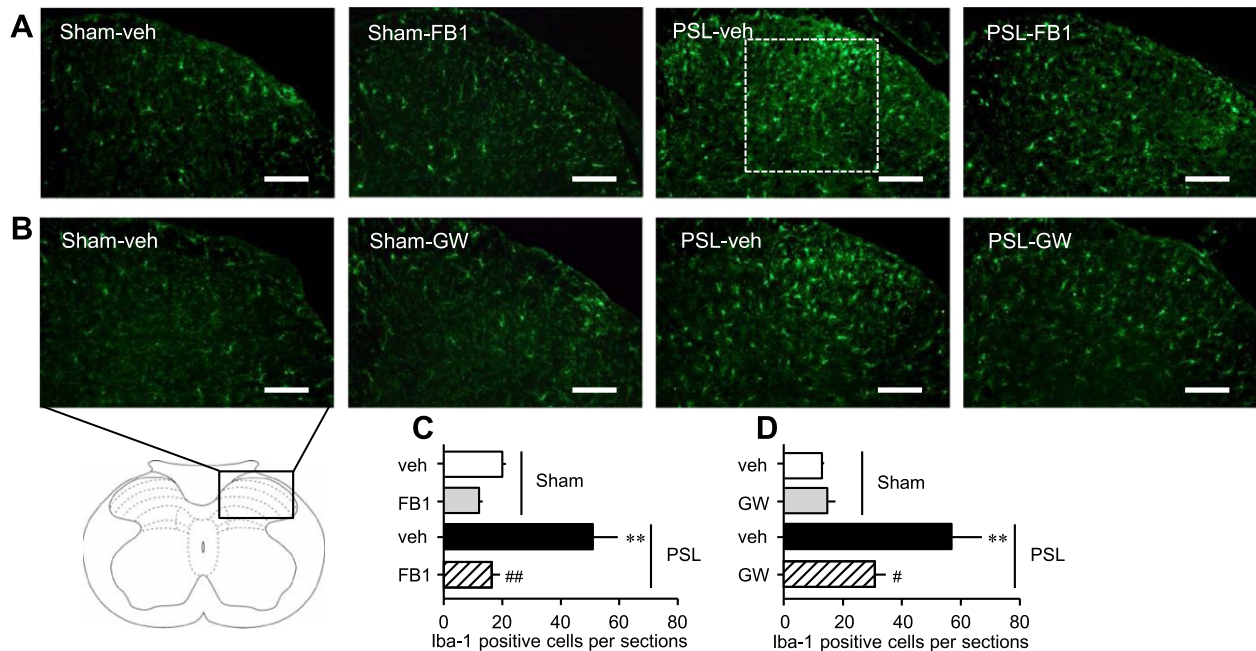 A
Sham-veh
Sham-FB1
PSL-veh
PSL-FB1
B
Sham-veh
Sham-GW
PSL-veh
PSL-GW
C
veh
FB1
veh
FB1
Sham
**
PSL
##
0 20 40 60 80
Iba-1 positive cells per sections
D
veh
GW
veh
GW
Sham
**
PSL
#
0 20 40 60 80
Iba-1 positive cells per sections